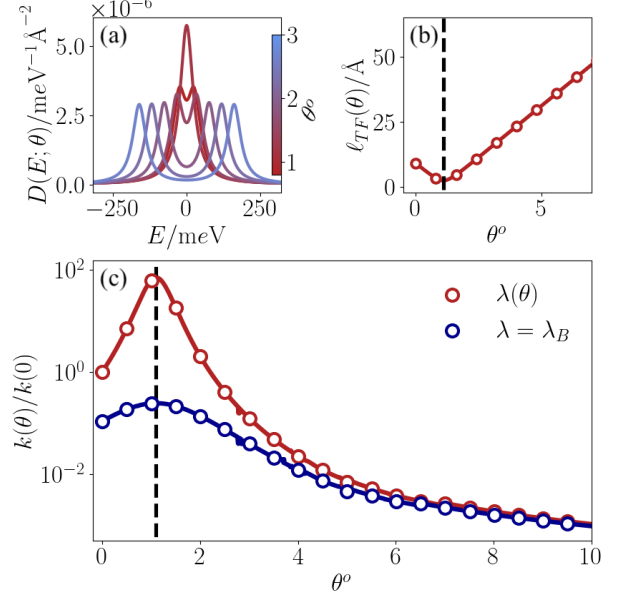 ×10⁻⁶
(a)
D(E; θ)/meV⁻¹Å⁻²
5.0
2.5
0.0
−250 0 250
E/meV
3
2
1
θ°
(b)
ℓ_TF(θ)/Å
50
25
0
0 5
θ°
(c)
k(θ)/k(0)
10²
10⁰
10⁻²
λ(θ)
λ = λ_B
0 2 4 6 8 10
θ°